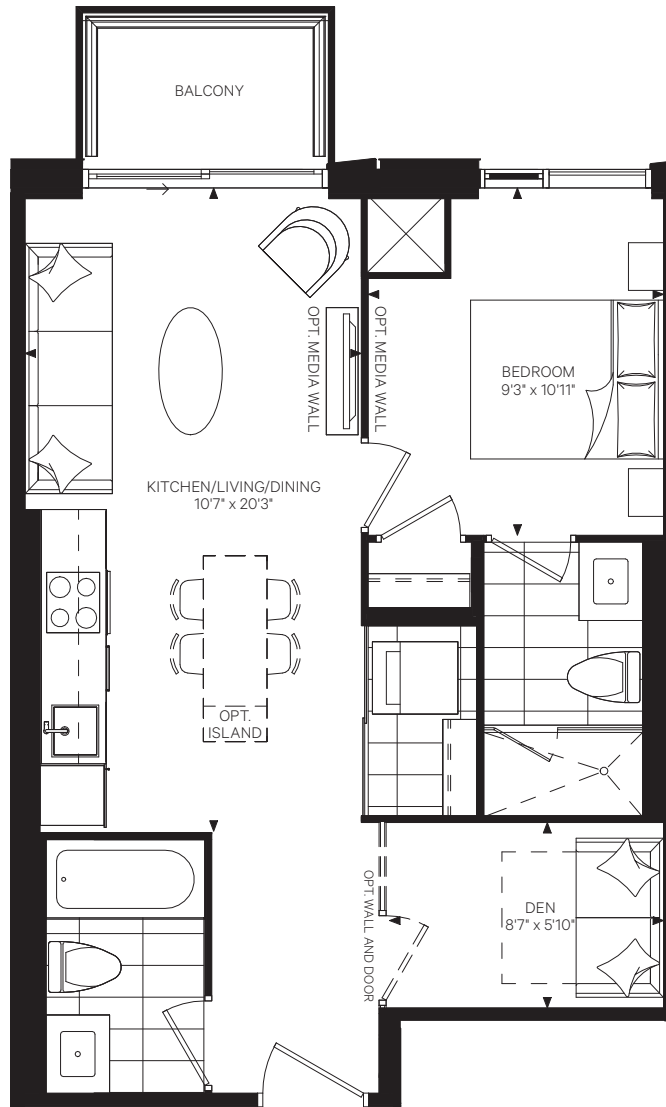 BALCONY
OPT. MEDIA WALL
OPT. MEDIA WALL
BEDROOM
9'3" x 10'11"
KITCHEN/LIVING/DINING
10'7" x 20'3"
OPT.
ISLAND
OPT. WALL AND DOOR
DEN
8'7" x 5'10"